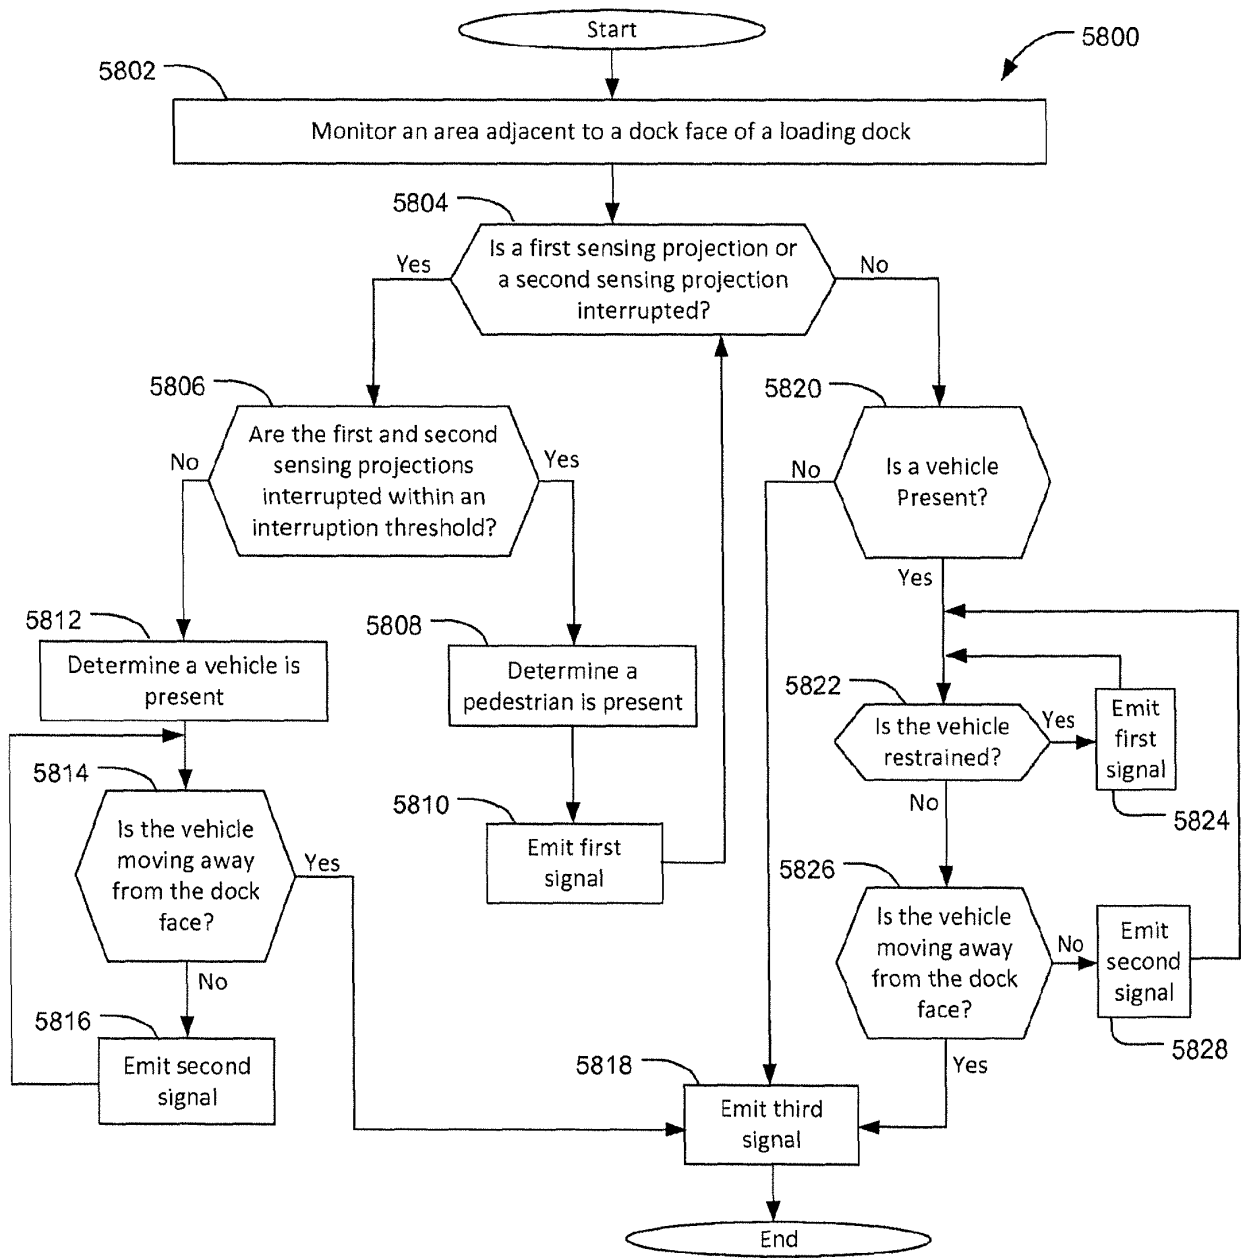 Start
5800
5802
Monitor an area adjacent to a dock face of a loading dock
5804
Is a first sensing projection or
a second sensing projection
interrupted?
Yes
No
5806
Are the first and second
sensing projections
interrupted within an
interruption threshold?
No
Yes
5820
Is a vehicle
Present?
No
Yes
5812
Determine a vehicle is
present
5808
Determine a
pedestrian is present
5822
Is the vehicle
restrained?
Yes
No
Emit
first
signal
5824
5814
Is the vehicle
moving away
from the dock
face?
Yes
No
5810
Emit first
signal
5826
Is the vehicle
moving away
from the dock
face?
No
Yes
Emit
second
signal
5828
5816
Emit second
signal
5818
Emit third
signal
End